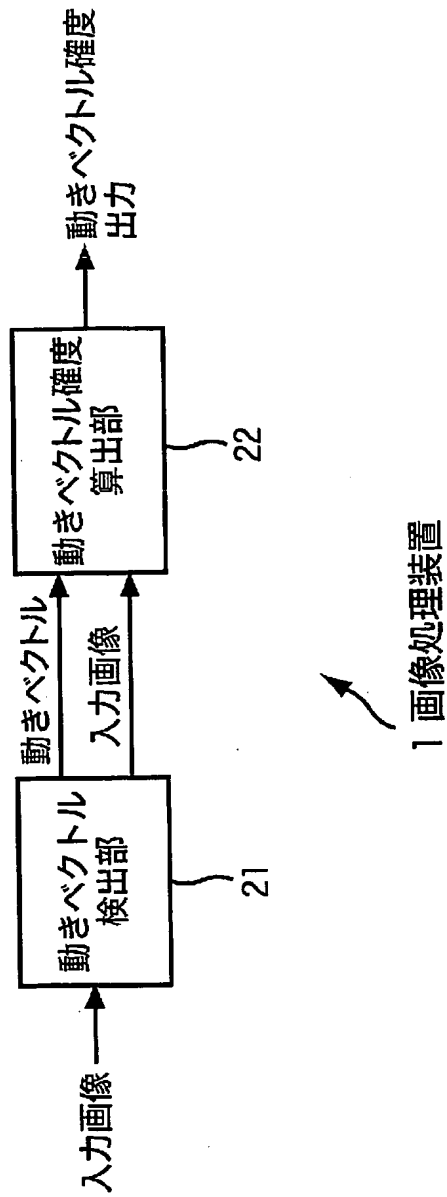 入力画像
動きベクトル
検出部
21
動きベクトル
入力画像
動きベクトル確度
算出部
22
動きベクトル確度
出力
1 画像処理装置